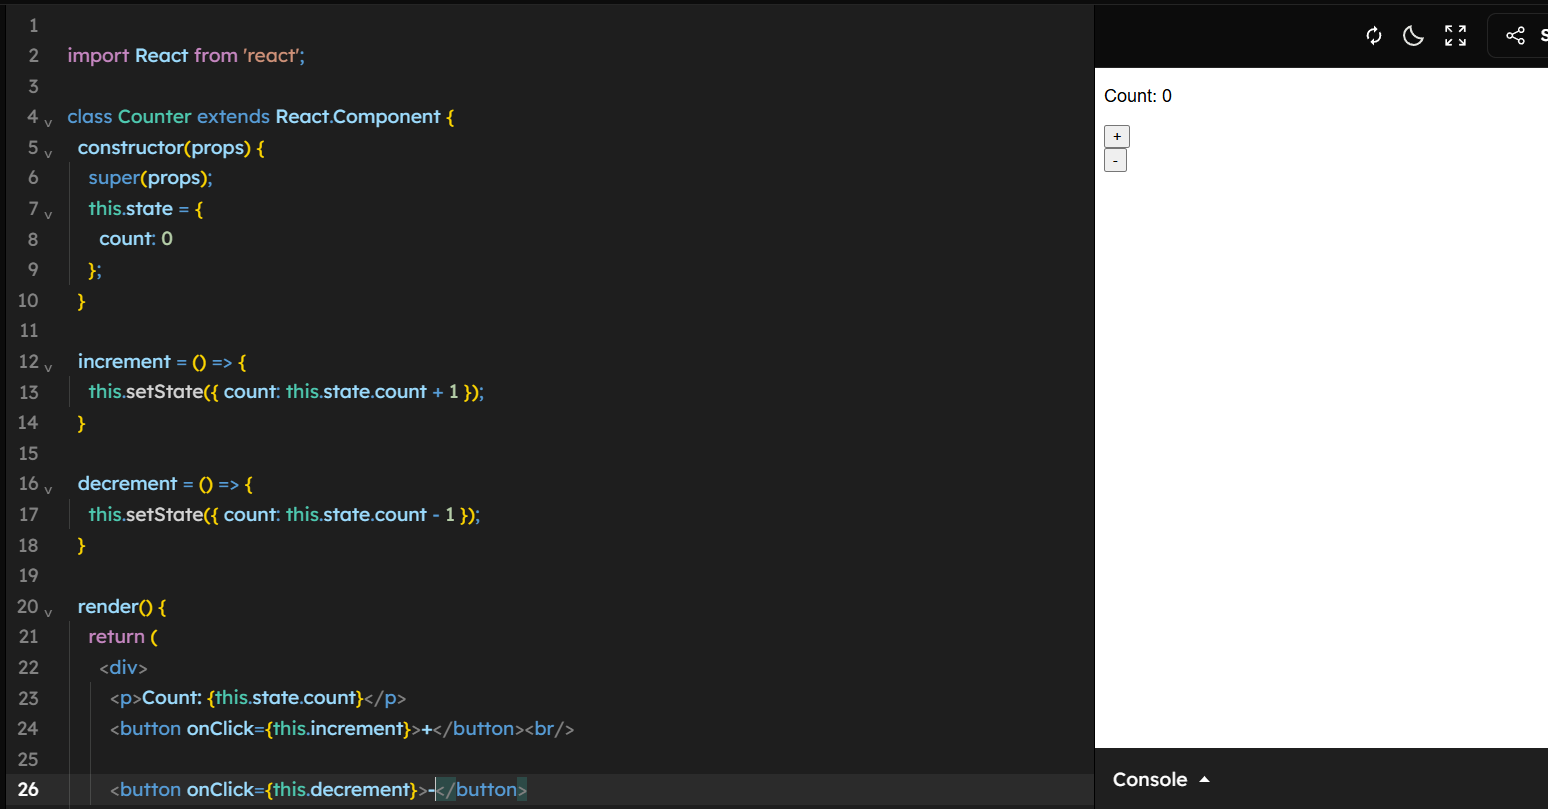 1
2 import React from 'react';
3
4 class Counter extends React.Component {
5 constructor(props) {
6 super(props);
7 this.state = {
8 count: 0
9 };
10 }
11
12 increment = () => {
13 this.setState({ count: this.state.count + 1 });
14 }
15
16 decrement = () => {
17 this.setState({ count: this.state.count - 1 });
18 }
19
20 render() {
21 return (
22 <div>
23 <p>Count: {this.state.count}</p>
24 <button onClick={this.increment}>+</button><br/>
25
26 <button onClick={this.decrement}>-</button>
S
Count: 0
+
-
Console